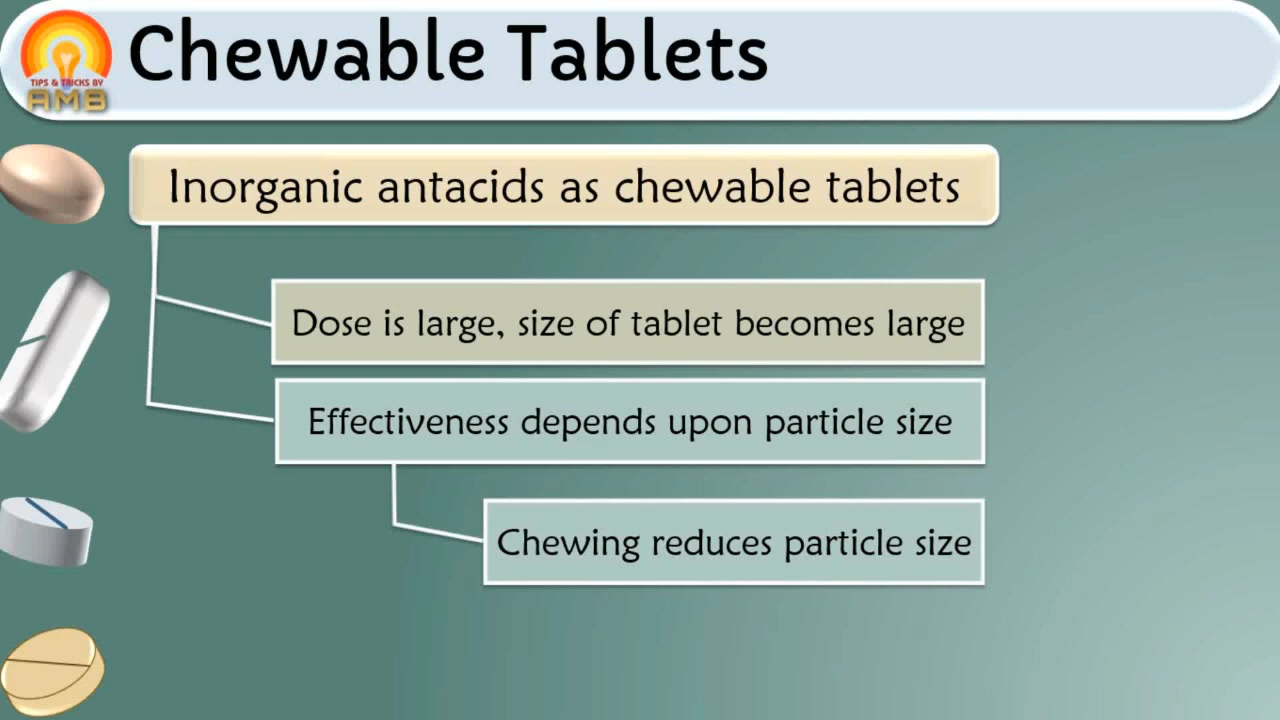 Chewable Tablets
TIPS & TRICKS BY
AMB
Inorganic antacids as chewable tablets
Dose is large, size of tablet becomes large
Effectiveness depends upon particle size
Chewing reduces particle size